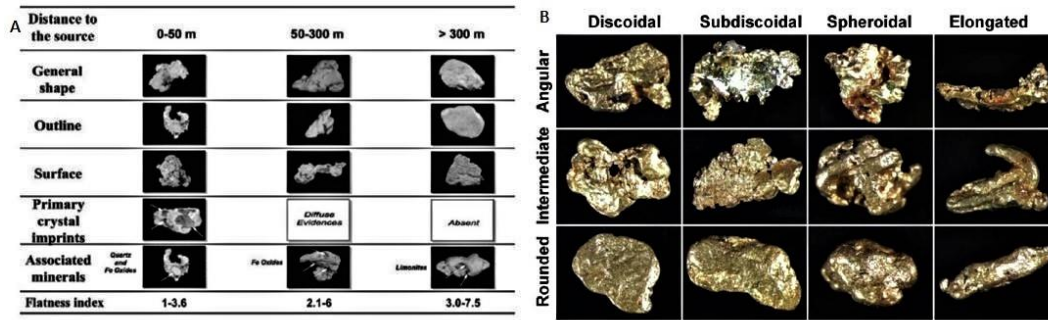 A
Distance to
the source
0-50 m
50-300 m
> 300 m
General
shape
Outline
Surface
Primary
crystal
imprints
Diffuse
Evidences
Absent
Associated
minerals
Quartz
and
Fe Oxides
Fe Oxides
Limonites
Flatness index
1-3.6
2.1-6
3.0-7.5
B
Discoidal
Subdiscoidal
Spheroidal
Elongated
Angular
Intermediate
Rounded